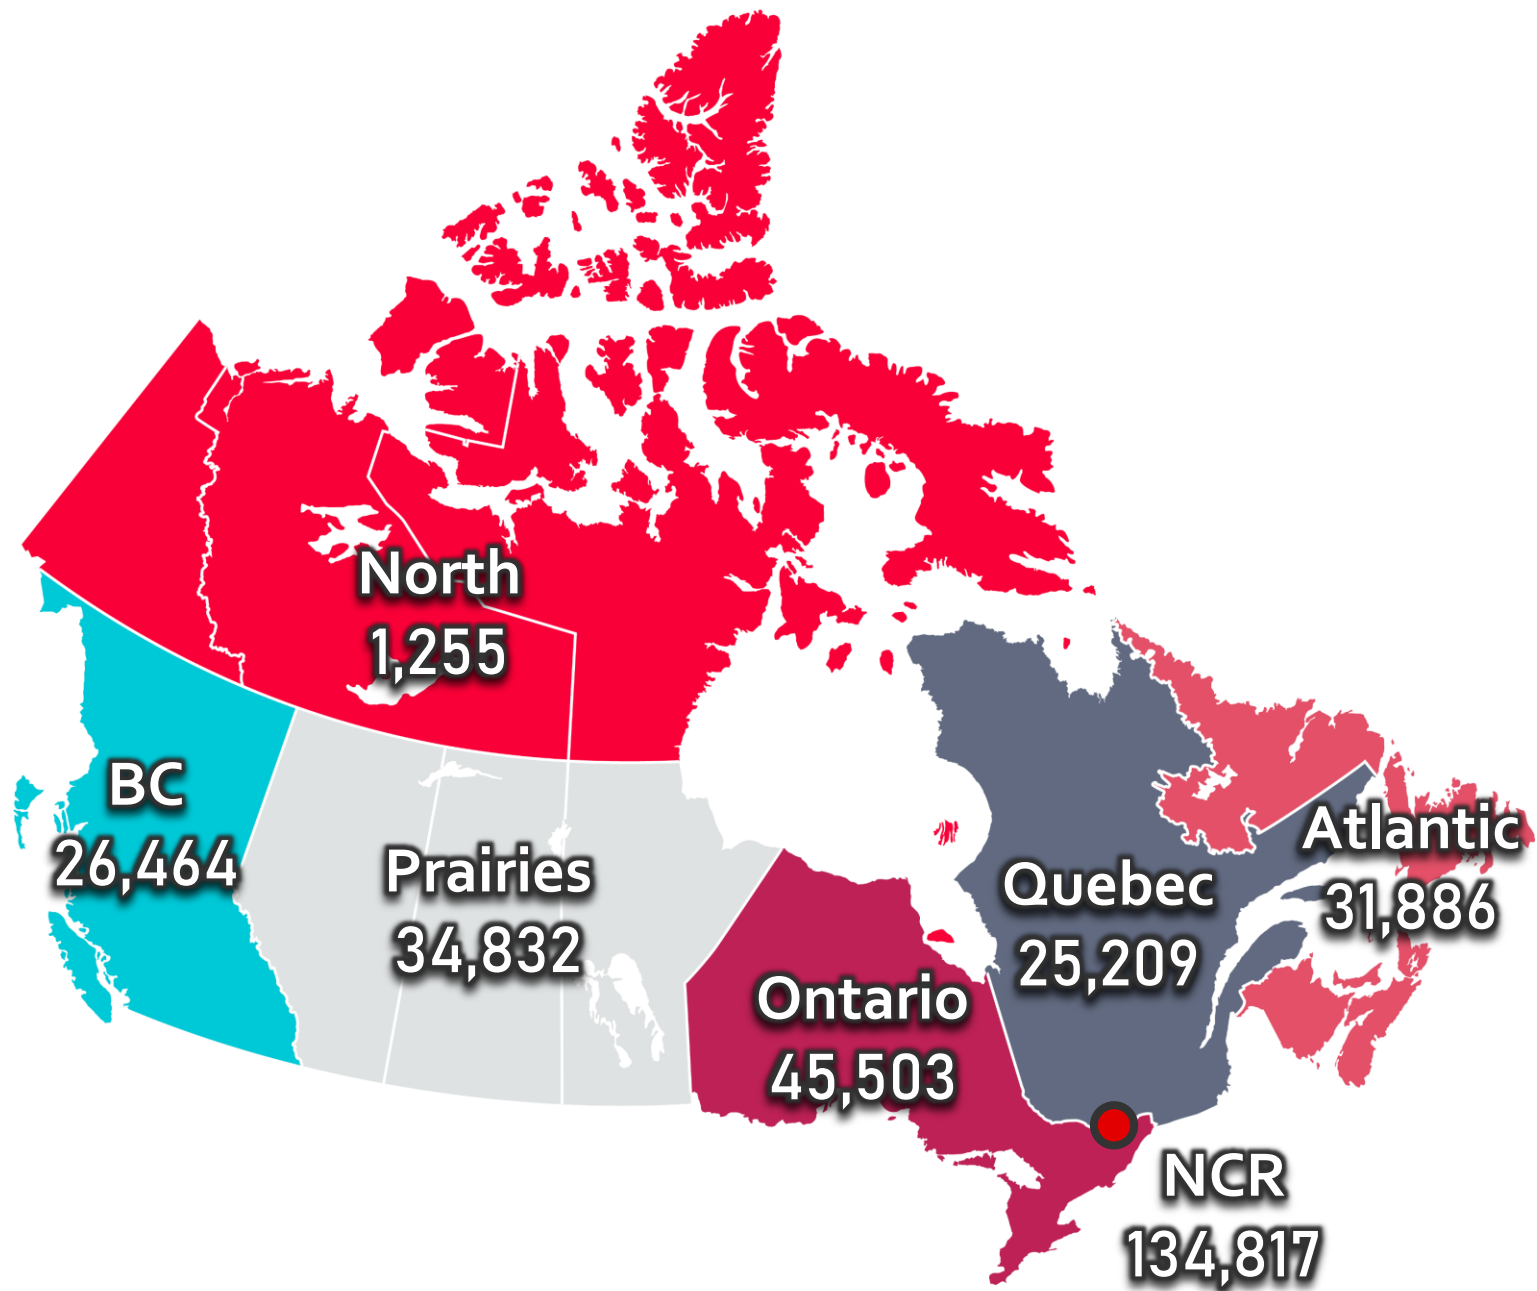 North
1,255
BC
26,464
Prairies
34,832
Ontario
45,503
Quebec
25,209
Atlantic
31,886
NCR
134,817